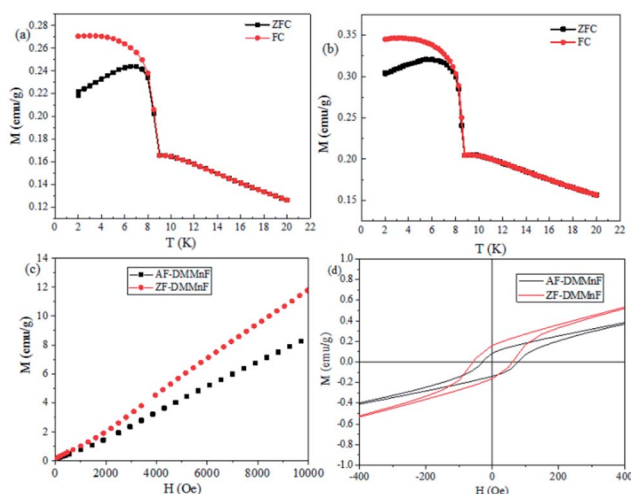 (a)
ZFC
FC
M (emu/g)
0.28
0.26
0.24
0.22
0.20
0.18
0.16
0.14
0.12
0 2 4 6 8 10 12 14 16 18 20 22
T (K)
(b)
ZFC
FC
M (emu/g)
0.35
0.30
0.25
0.20
0.15
0 2 4 6 8 10 12 14 16 18 20 22
T (K)
(c)
AF-DMMnF
ZF-DMMnF
M (emu/g)
14
12
10
8
6
4
2
0
0 2000 4000 6000 8000 10000
H (Oe)
(d)
AF-DMMnF
ZF-DMMnF
M (emu/g)
1.0
0.8
0.6
0.4
0.2
0.0
-0.2
-0.4
-0.6
-0.8
-1.0
-400 -200 0 200 400
H (Oe)